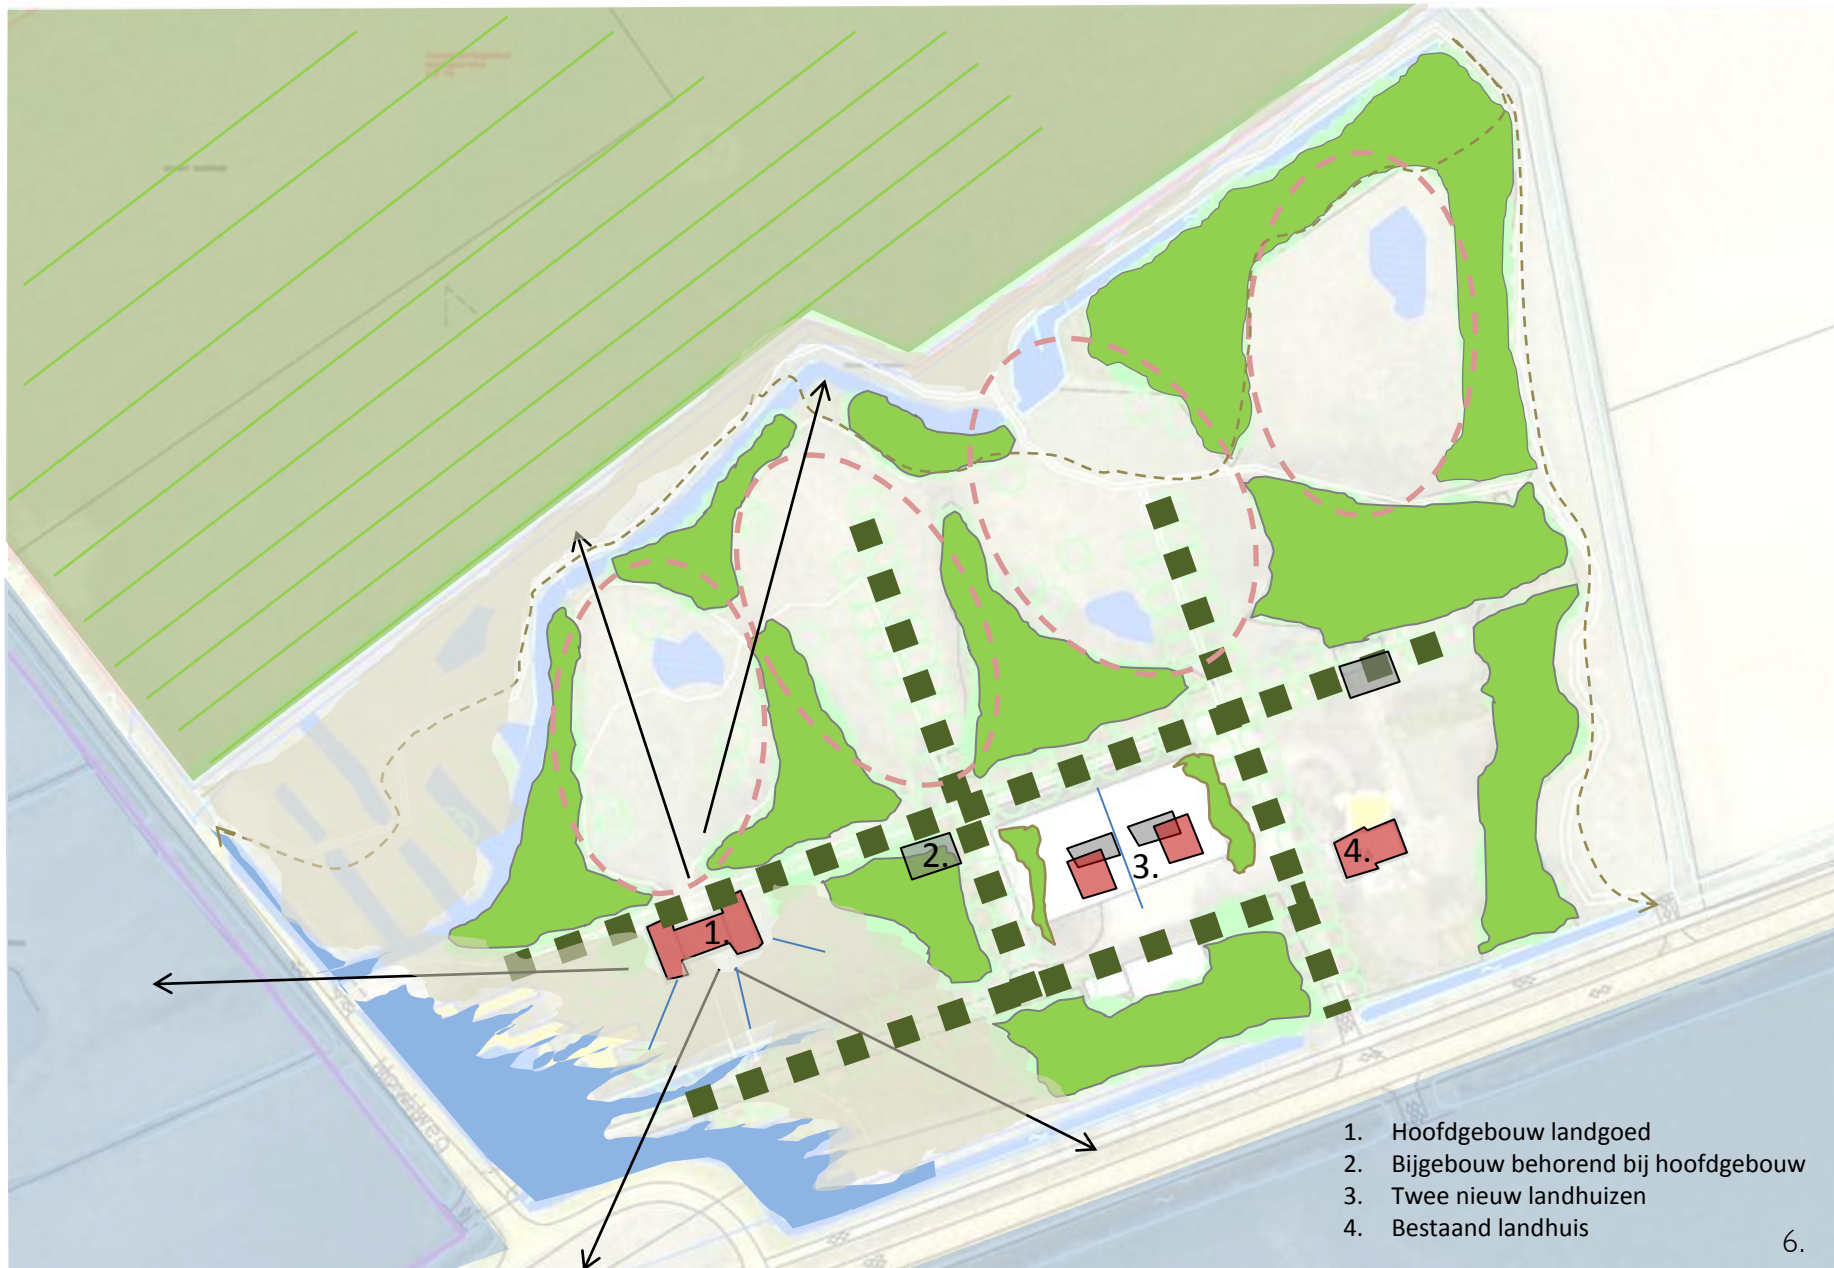 1.
2.
3.
4.
1. Hoofdgebouw landgoed
2. Bijgebouw behorend bij hoofdgebouw
3. Twee nieuw landhuizen
4. Bestaand landhuis
6.